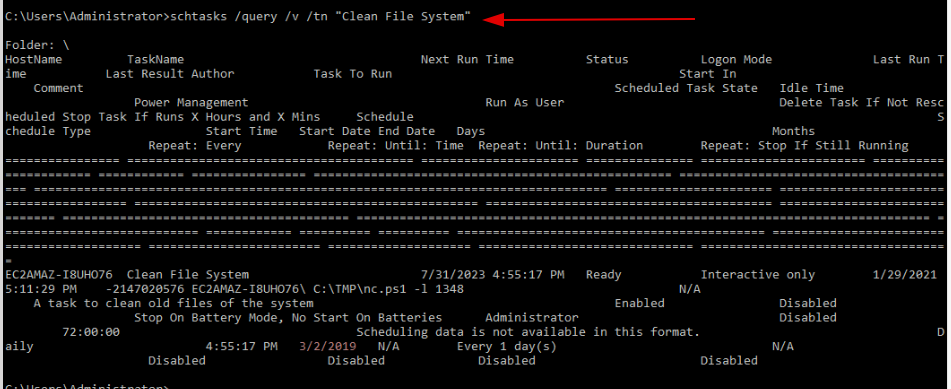 C:\Users\Administrator>schtasks /query /v /tn "Clean File System"
Folder: \
HostName TaskName Next Run Time Status Logon Mode Last Run T
ime Last Result Author Task To Run Start In
Comment Scheduled Task State Idle Time
Power Management Run As User Delete Task If Not Resc
heduled Stop Task If Runs X Hours and X Mins Schedule S
chedule Type Start Time Start Date End Date Days Months
Repeat: Every Repeat: Until: Time Repeat: Until: Duration Repeat: Stop If Still Running
EC2AMAZ-I8UHO76 Clean File System 7/31/2023 4:55:17 PM Ready Interactive only 1/29/2021
5:11:29 PM -2147020576 EC2AMAZ-I8UHO76\ C:\TMP\nc.ps1 -l 1348 N/A
A task to clean old files of the system Enabled Disabled
Stop On Battery Mode, No Start On Batteries Administrator Disabled
72:00:00 Scheduling data is not available in this format. D
aily 4:55:17 PM 3/2/2019 N/A Every 1 day(s) N/A
Disabled Disabled Disabled Disabled
C:\Users\Administrator>